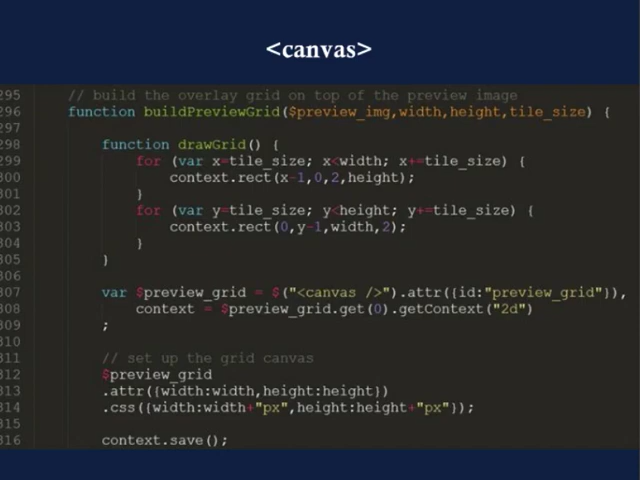 <canvas>
295 // build the overlay grid on top of the preview image
296 function buildPreviewGrid($preview_img,width,height,tile_size) {
297
298 function drawGrid() {
299 for (var x=tile_size; x<width; x+=tile_size) {
300 context.rect(x-1,0,2,height);
301 }
302 for (var y=tile_size; y<height; y+=tile_size) {
303 context.rect(0,y-1,width,2);
304 }
305 }
306
307 var $preview_grid = $("<canvas />").attr({id:"preview_grid"}),
308 context = $preview_grid.get(0).getContext("2d")
309 ;
310
311 // set up the grid canvas
312 $preview_grid
313 .attr({width:width,height:height})
314 .css({width:width+"px",height:height+"px"});
315
316 context.save();